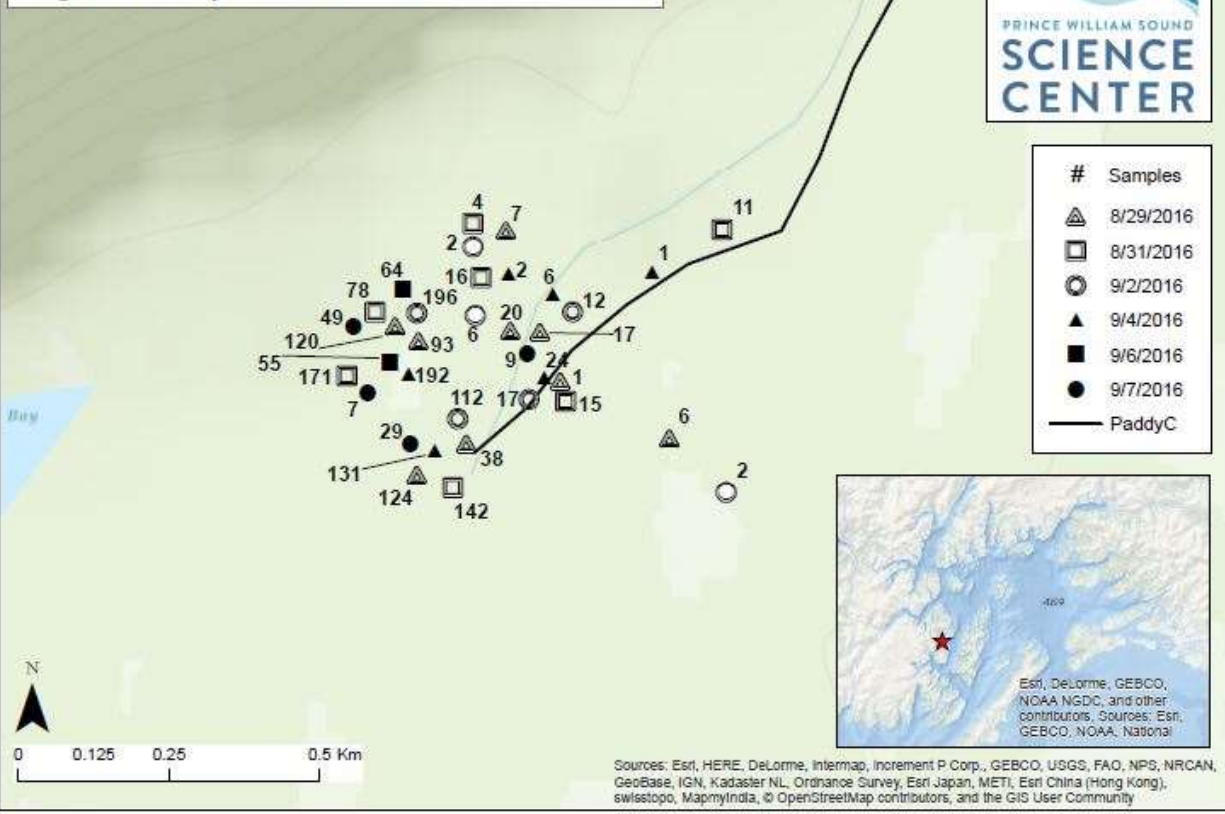 PRINCE WILLIAM SOUND
SCIENCE
CENTER
# Samples
8/29/2016
8/31/2016
9/2/2016
9/4/2016
9/6/2016
9/7/2016
PaddyC
4
7
11
2
1
64
16
2
6
78
196
12
49
20
6
17
120
93
9
55
24
171
192
1
7
112
17
15
29
6
38
131
2
124
142
Bay
N
0 0.125 0.25 0.5 Km
Esri, DeLorme, GEBCO,
NOAA NGDC, and other
contributors, Sources: Esri,
GEBCO, NOAA, National
Sources: Esri, HERE, DeLorme, Intermap, Increment P Corp., GEBCO, USGS, FAO, NPS, NRCAN,
GeoBase, IGN, Kadaster NL, Ordnance Survey, Esri Japan, METI, Esri China (Hong Kong),
swisstopo, MapmyIndia, © OpenStreetMap contributors, and the GIS User Community